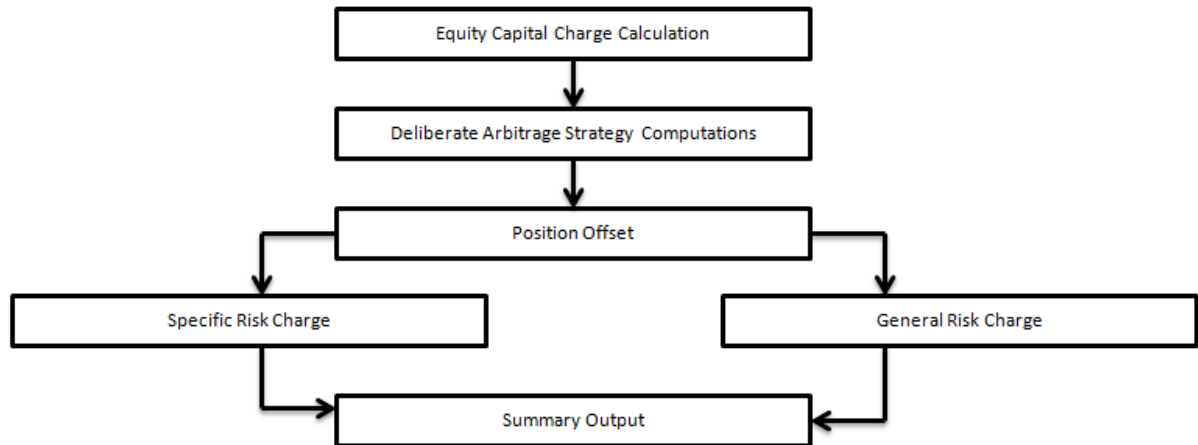 Equity Capital Charge Calculation
Deliberate Arbitrage Strategy Computations
Position Offset
Specific Risk Charge
General Risk Charge
Summary Output